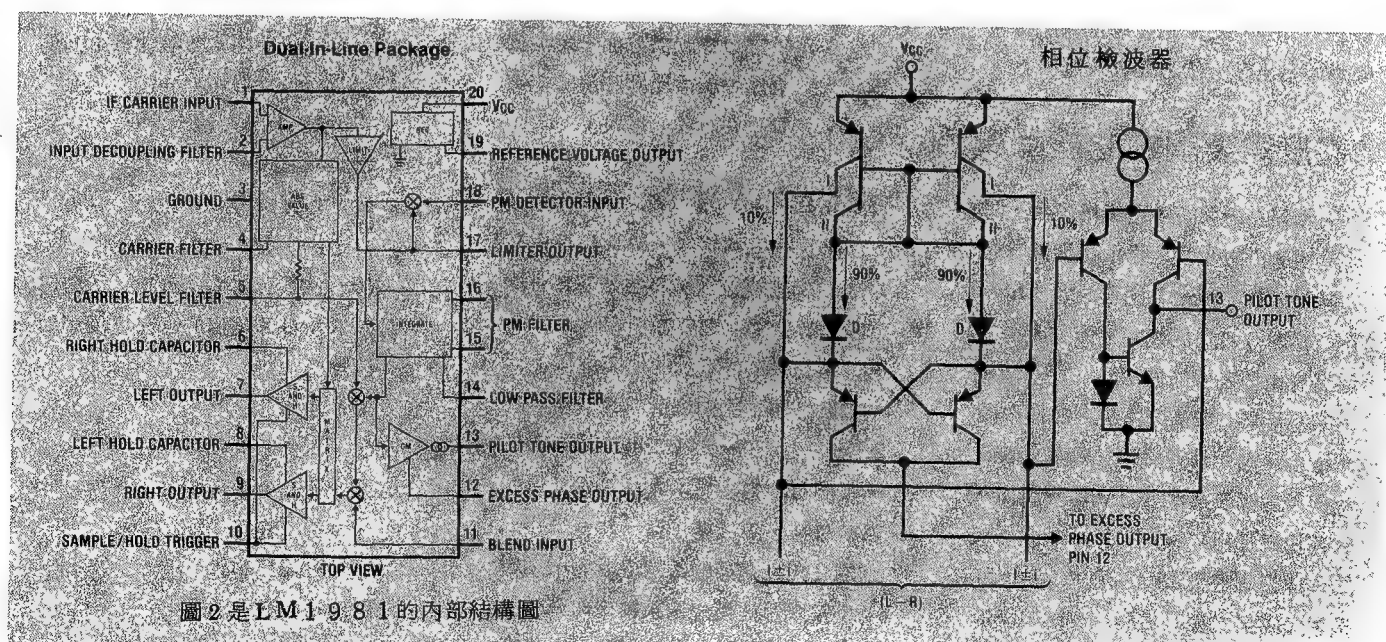 Dual-In-Line Package
1
IF CARRIER INPUT
2
INPUT DECOUPLING FILTER
3
GROUND
4
CARRIER FILTER
5
CARRIER LEVEL FILTER
6
RIGHT HOLD CAPACITOR
7
LEFT OUTPUT
8
LEFT HOLD CAPACITOR
9
RIGHT OUTPUT
10
SAMPLE/HOLD TRIGGER
20
VCC
19
REFERENCE VOLTAGE OUTPUT
18
PM DETECTOR INPUT
17
LIMITER OUTPUT
16
PM FILTER
15
14
LOW PASS FILTER
13
PILOT TONE OUTPUT
12
EXCESS PHASE OUTPUT
11
BLEND INPUT
INTEGRATE
TOP VIEW
圖2是LM1981的內部結構圖
相位檢波器
VCC
10%
10%
90%
90%
D
D
13
PILOT TONE
OUTPUT
TO EXCESS
PHASE OUTPUT
PIN 12